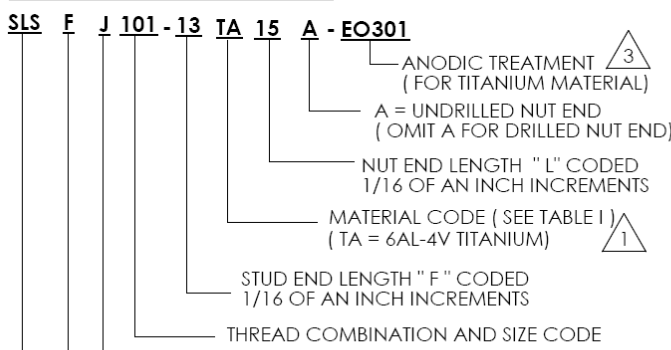 SLS F J 101 - 13 TA 15 A - EO301
ANODIC TREATMENT 3
( FOR TITANIUM MATERIAL)
A = UNDRILLED NUT END
( OMIT A FOR DRILLED NUT END)
NUT END LENGTH " L" CODED
1/16 OF AN INCH INCREMENTS
MATERIAL CODE ( SEE TABLE I )
( TA = 6AL-4V TITANIUM) 1
STUD END LENGTH " F " CODED
1/16 OF AN INCH INCREMENTS
THREAD COMBINATION AND SIZE CODE